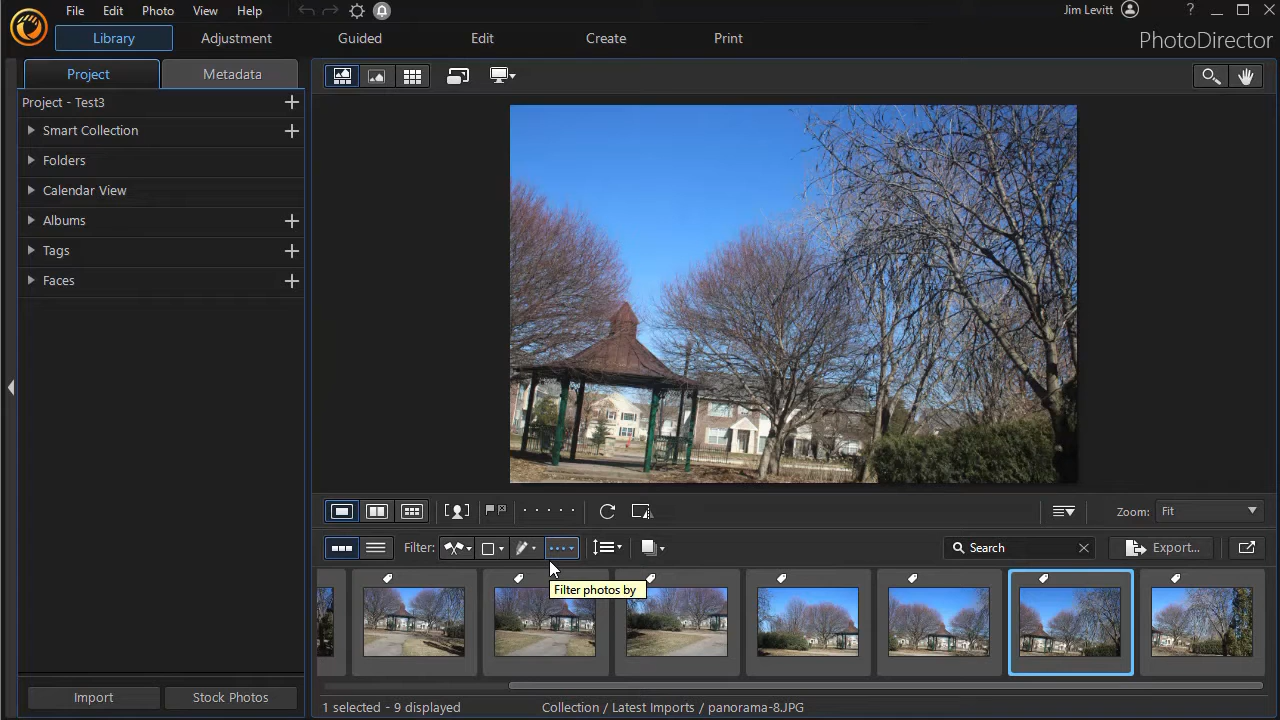 File Edit Photo View Help
Jim Levitt
?
Library Adjustment Guided Edit Create Print
PhotoDirector
Project Metadata
Project - Test3
Smart Collection
Folders
Calendar View
Albums
Tags
Faces
Zoom: Fit
Filter:
Search
Export...
Filter photos by
Import Stock Photos
1 selected - 9 displayed
Collection / Latest Imports / panorama-8.JPG